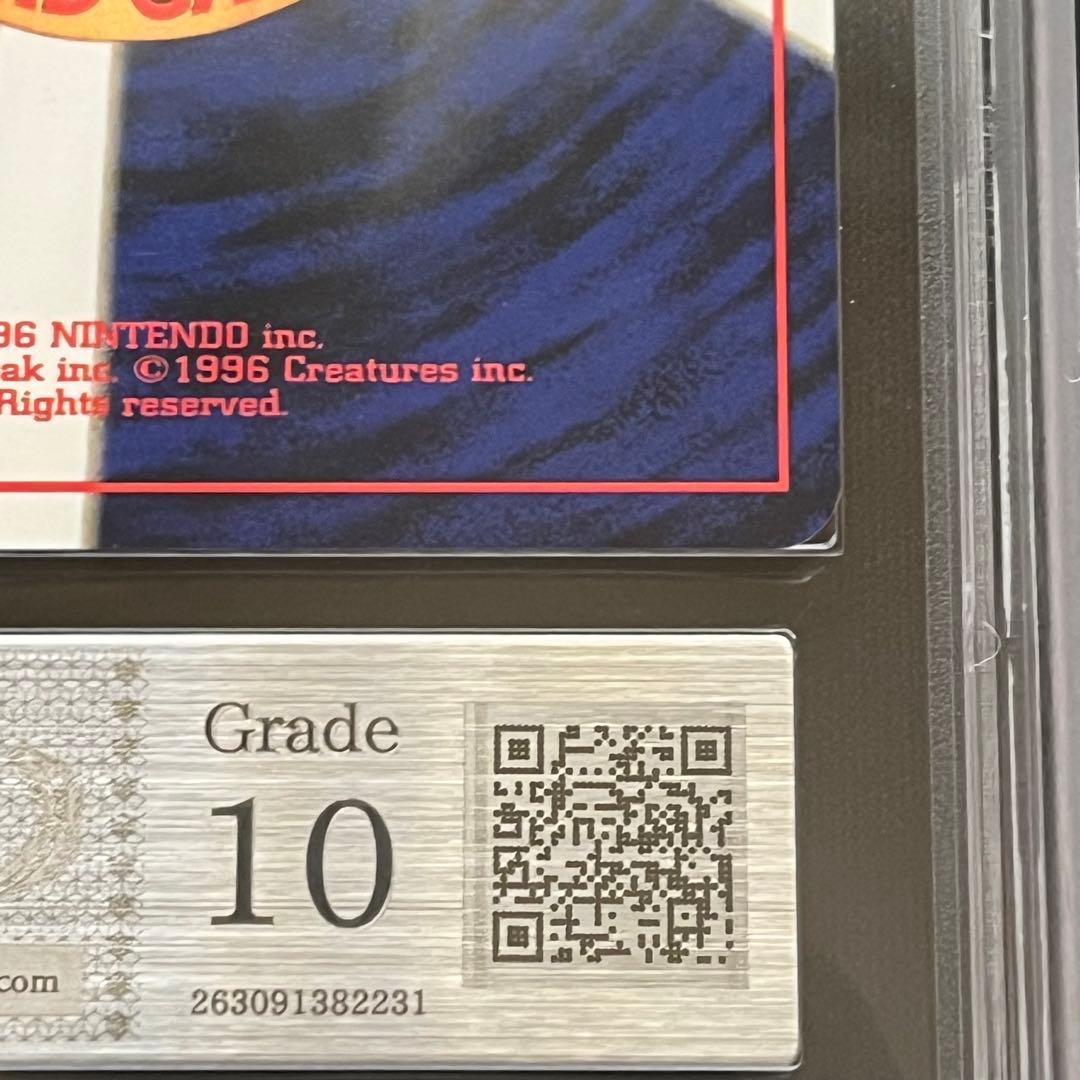 96 NINTENDO inc.
ak inc. ©1996 Creatures inc.
Rights reserved.
Grade
10
.com
263091382231